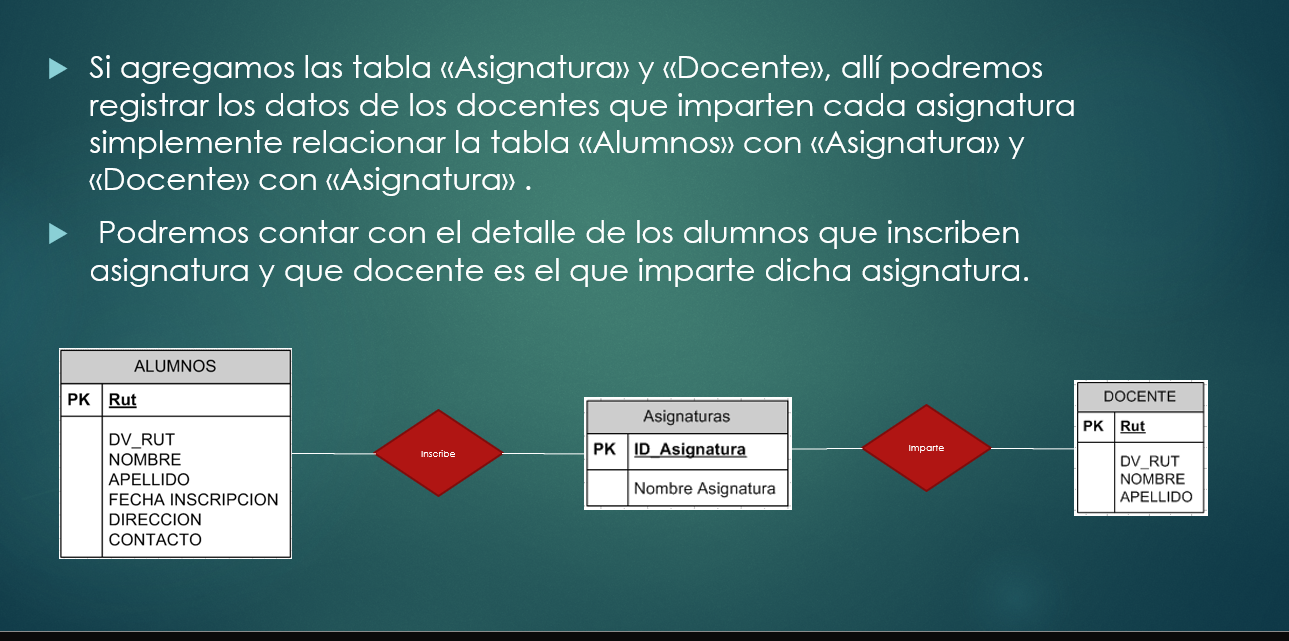 Si agregamos las tabla «Asignatura» y «Docente», allí podremos
registrar los datos de los docentes que imparten cada asignatura
simplemente relacionar la tabla «Alumnos» con «Asignatura» y
«Docente» con «Asignatura» .
Podremos contar con el detalle de los alumnos que inscriben
asignatura y que docente es el que imparte dicha asignatura.
ALUMNOS
PK Rut
DV_RUT
NOMBRE
APELLIDO
FECHA INSCRIPCION
DIRECCION
CONTACTO
Inscribe
Asignaturas
PK ID_Asignatura
Nombre Asignatura
Imparte
DOCENTE
PK Rut
DV_RUT
NOMBRE
APELLIDO